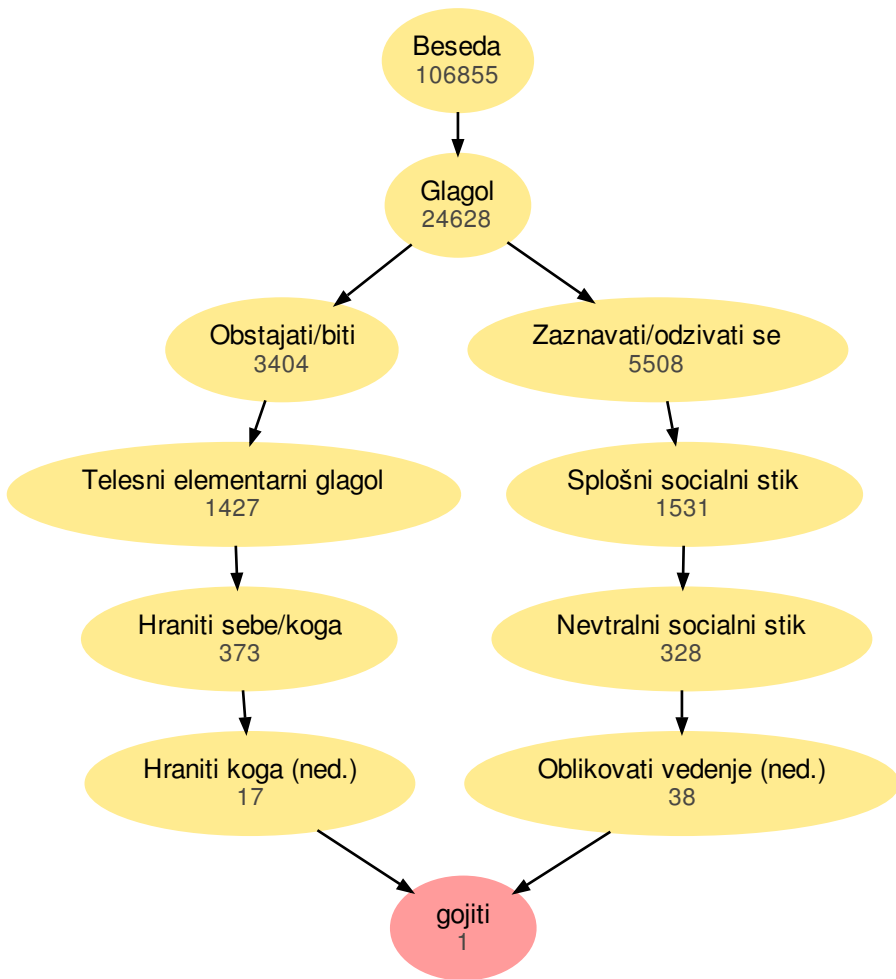 Beseda
106855
Glagol
24628
Obstajati/biti
3404
Zaznavati/odzivati se
5508
Telesni elementarni glagol
1427
Splošni socialni stik
1531
Hraniti sebe/koga
373
Nevtralni socialni stik
328
Hraniti koga (ned.)
17
Oblikovati vedenje (ned.)
38
gojiti
1